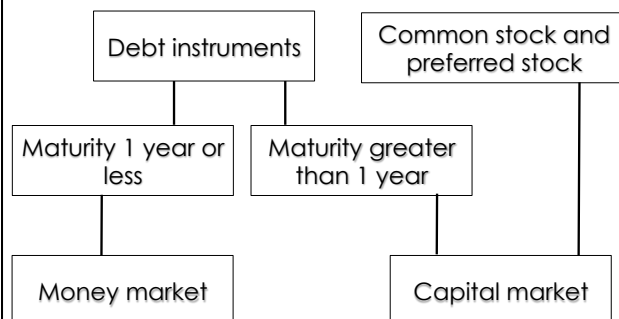 Debt instruments
Common stock and
preferred stock
Maturity 1 year or
less
Maturity greater
than 1 year
Money market
Capital market